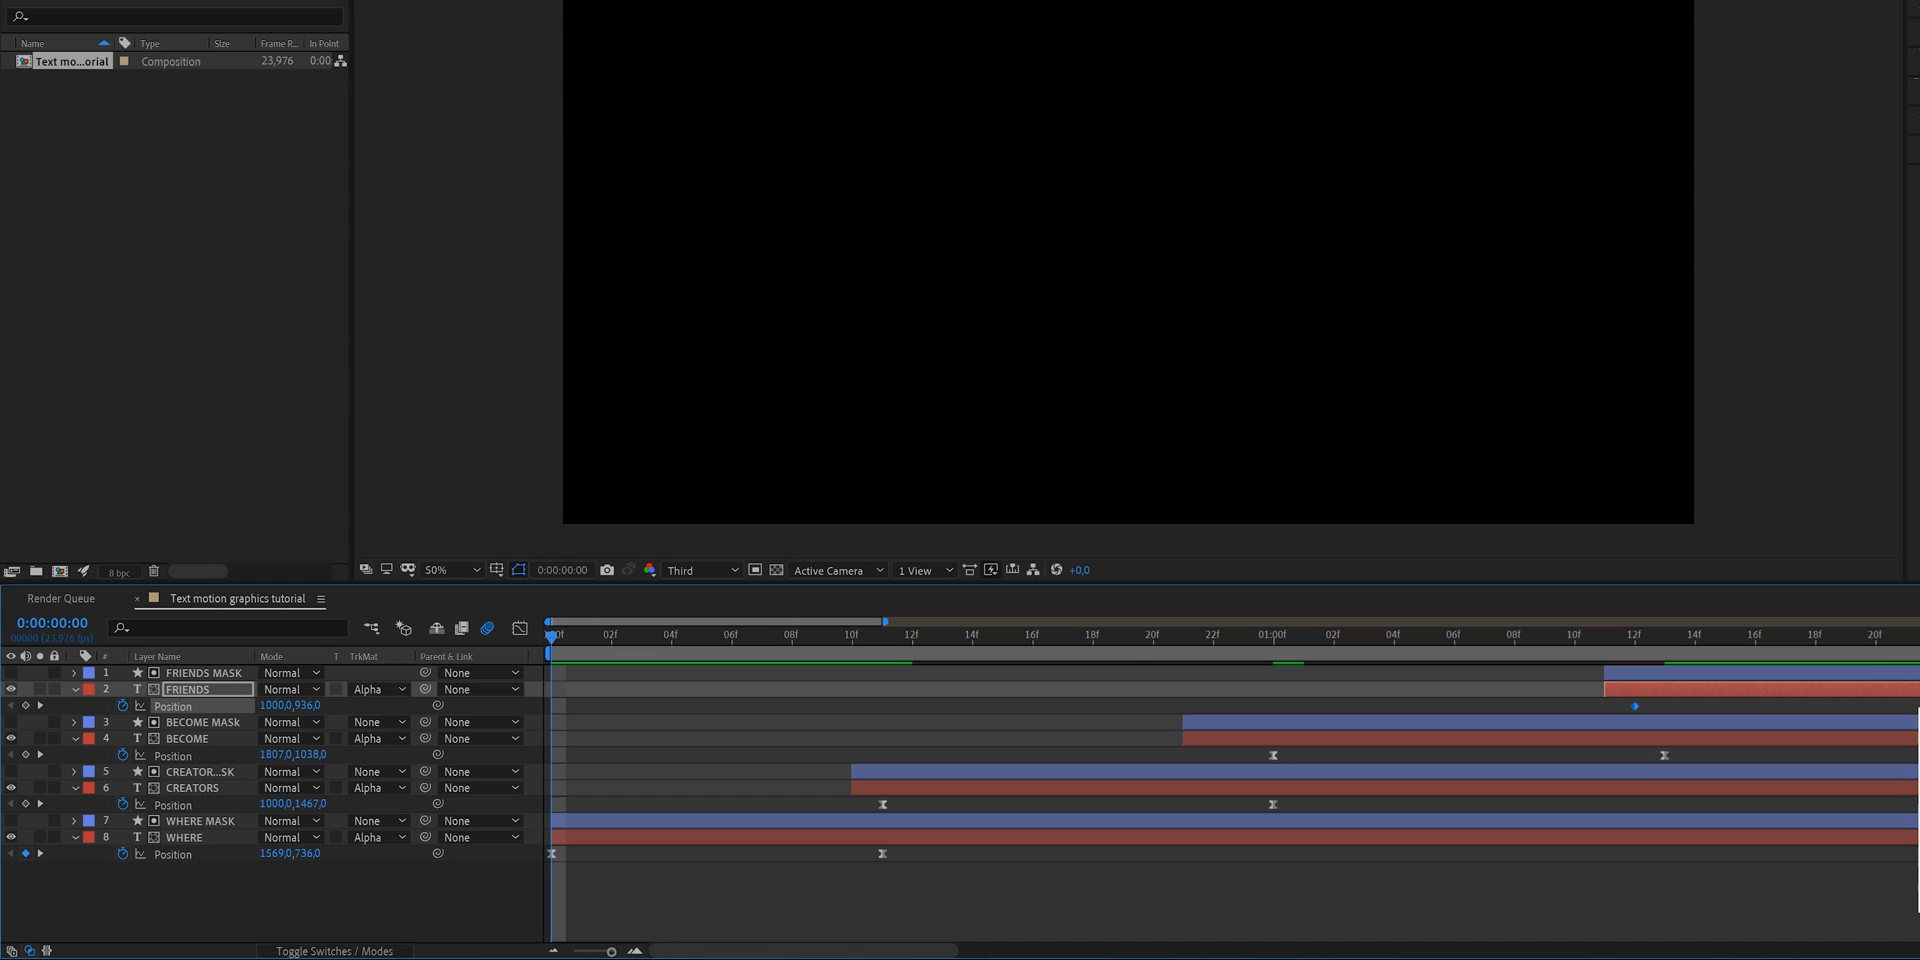 Name Type Size Frame R... In Point
Text mo...orial Composition 23,976 0:00
8 bpc
50% 0:00:00:00 Third Active Camera 1 View +0,0
Render Queue × Text motion graphics tutorial
0:00:00:00
00000 (23.976 fps)
0f 02f 04f 06f 08f 10f 12f 14f 16f 18f 20f 22f 01:00f 02f 04f 06f 08f 10f 12f 14f 16f 18f 20f
# Layer Name Mode T TrkMat Parent & Link
1 FRIENDS MASK Normal None
2 FRIENDS Normal Alpha None
Position 1000,0,936,0
3 BECOME MASk Normal None None
4 BECOME Normal Alpha None
Position 1807,0,1038,0
5 CREATOR...SK Normal None None
6 CREATORS Normal Alpha None
Position 1000,0,1467,0
7 WHERE MASK Normal None None
8 WHERE Normal Alpha None
Position 1569,0,736,0
Toggle Switches / Modes